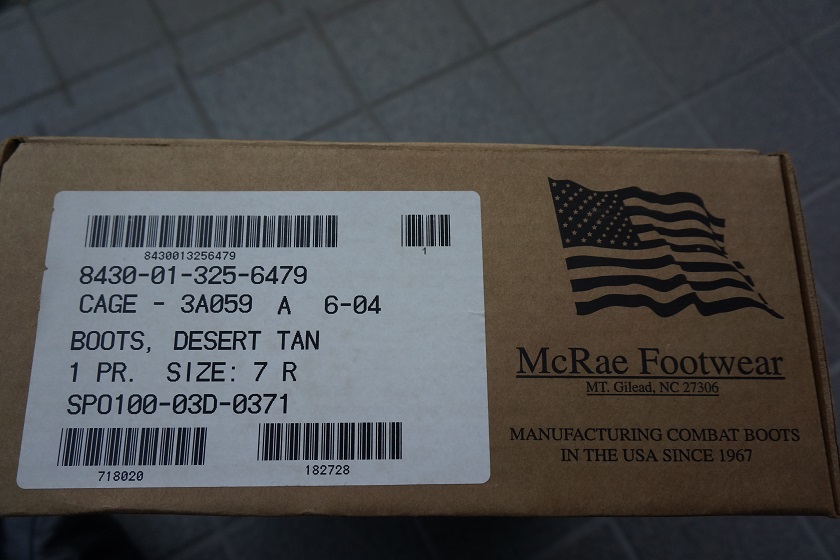 8430013256479
1
8430-01-325-6479
CAGE - 3A059 A 6-04
BOOTS, DESERT TAN
1 PR. SIZE: 7 R
SPO100-03D-0371
718020
182728
McRae Footwear
MT. Gilead, NC 27306
MANUFACTURING COMBAT BOOTS
IN THE USA SINCE 1967